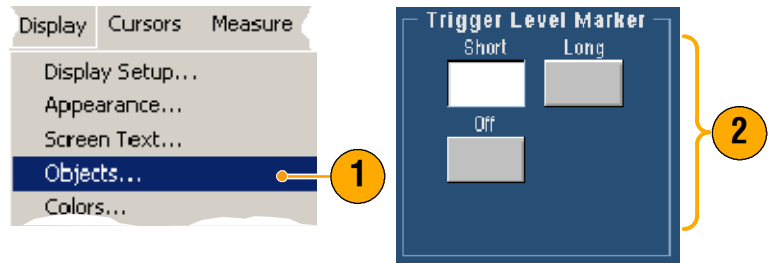 Display Cursors Measure
Display Setup...
Appearance...
Screen Text...
Objects...
Colors...
1
Trigger Level Marker
Short Long
Off
2